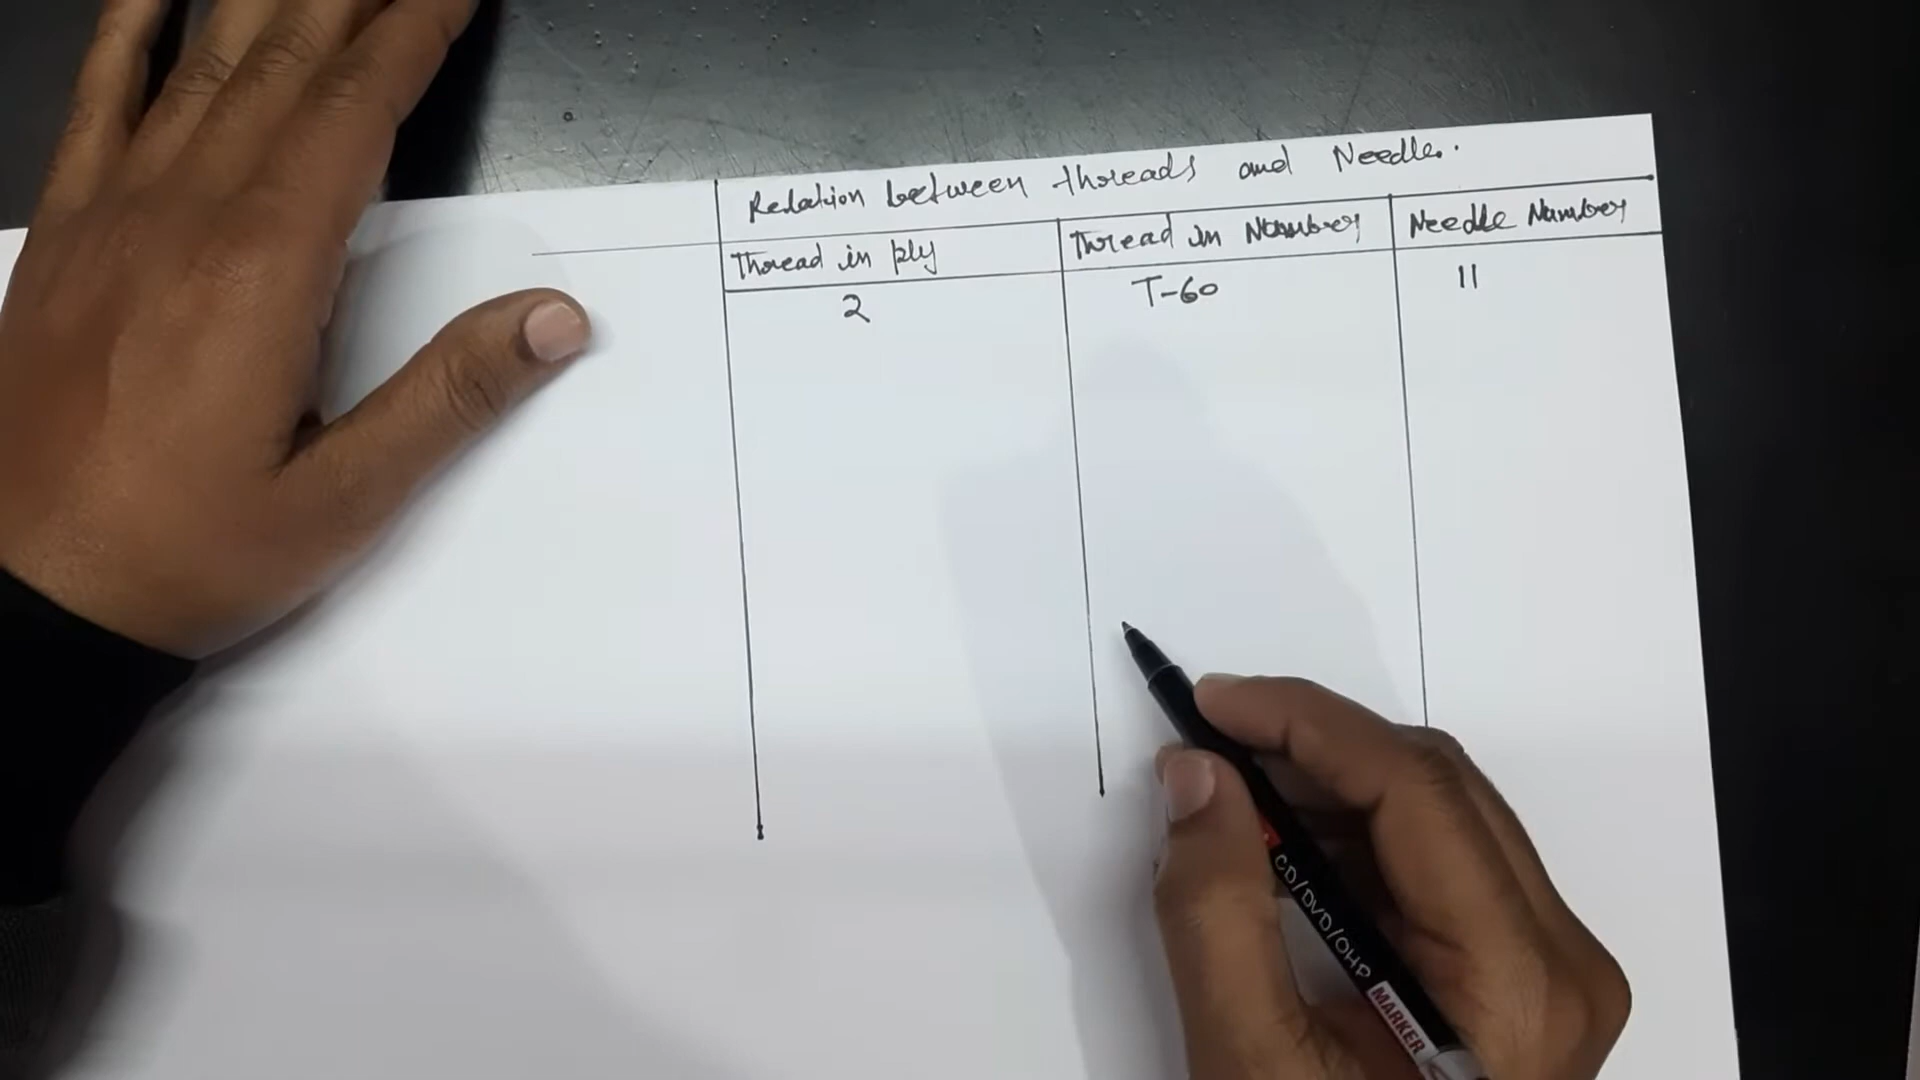 Relation between threads and Needle.
Thread in ply Thread in Number Needle Number
2 T-60 11
CD/DVD/OHP MARKER